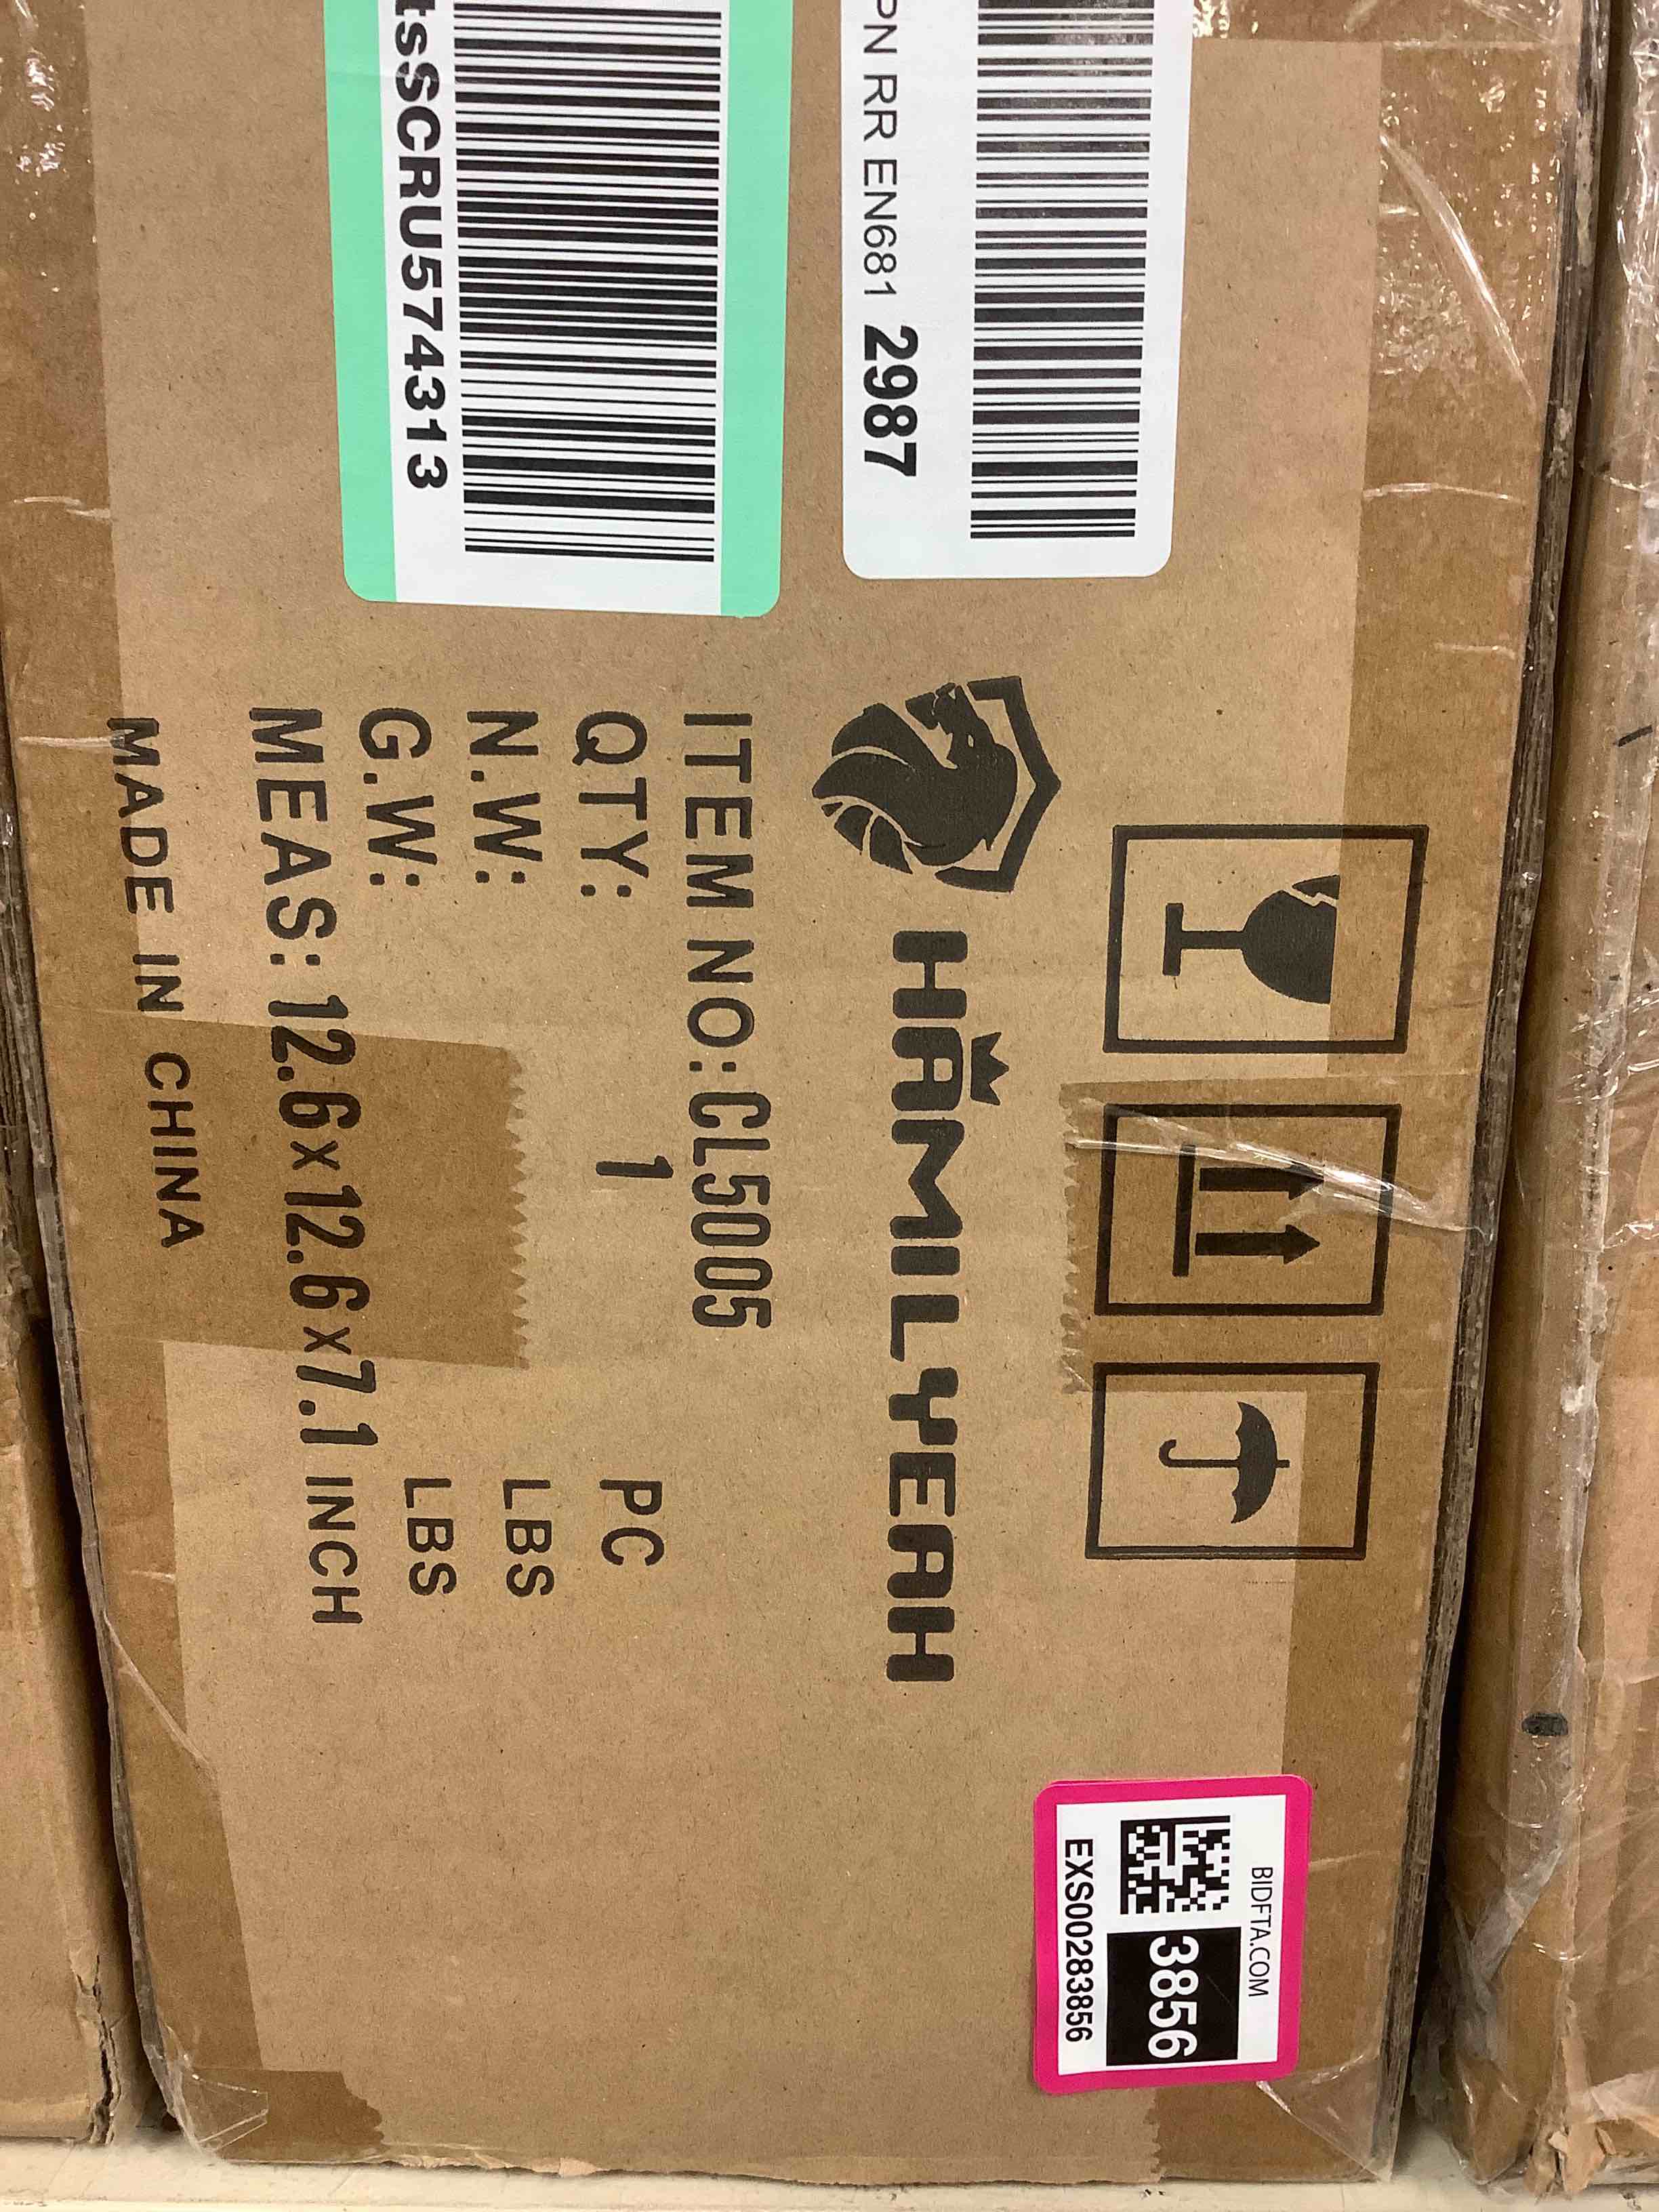 tsSCRU574313
PN RR EN681 2987
HAMILYEAH
ITEM NO:CL5005
QTY: 1 PC
N.W: LBS
G.W: LBS
MEAS: 12.6x12.6x7.1 INCH
MADE IN CHINA
BIDFTA.COM
3856
EXS00283856